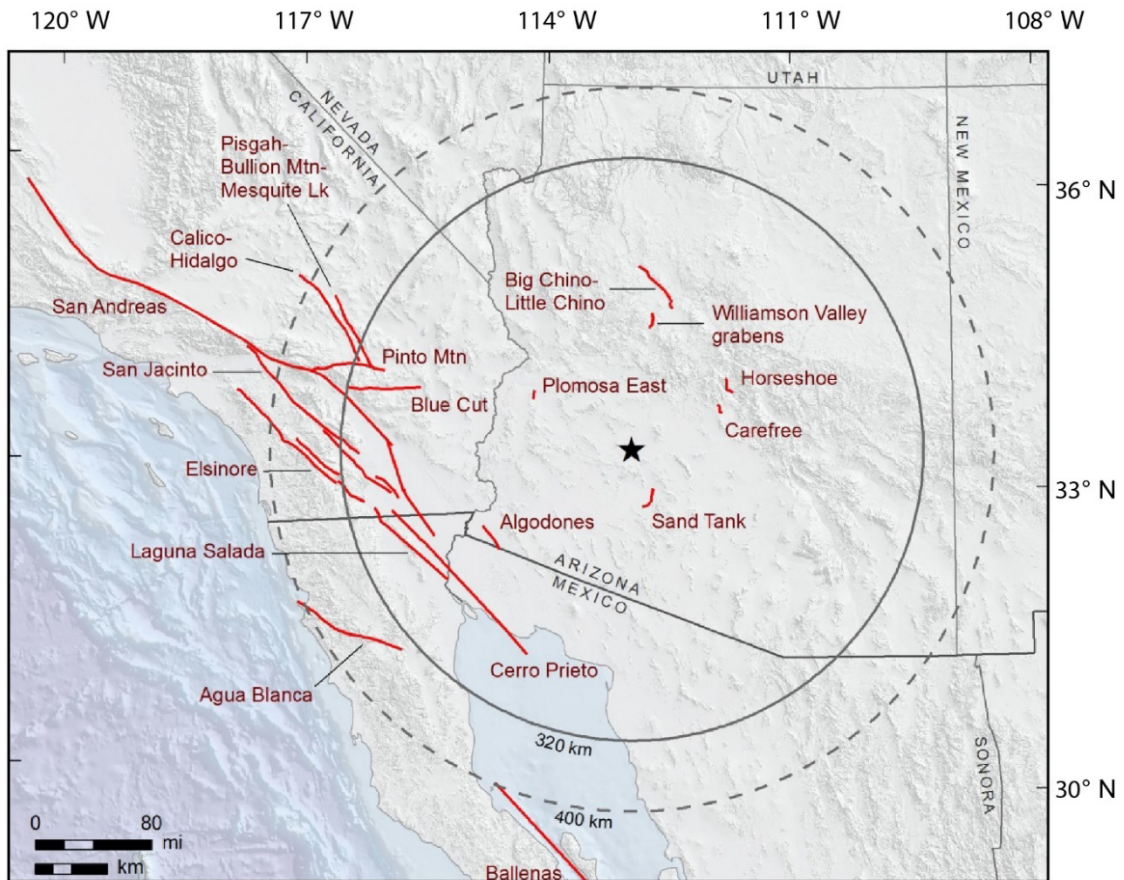 120° W
117° W
114° W
111° W
108° W
UTAH
NEVADA
CALIFORNIA
NEW MEXICO
Pisgah-
Bullion Mtn-
Mesquite Lk
36° N
Calico-
Hidalgo
Big Chino-
Little Chino
San Andreas
Williamson Valley
grabens
San Jacinto
Pinto Mtn
Plomosa East
Horseshoe
Blue Cut
Carefree
Elsinore
33° N
Algodones
Sand Tank
Laguna Salada
ARIZONA
MEXICO
Cerro Prieto
Agua Blanca
320 km
SONORA
30° N
400 km
0 80
mi
km
Ballenas